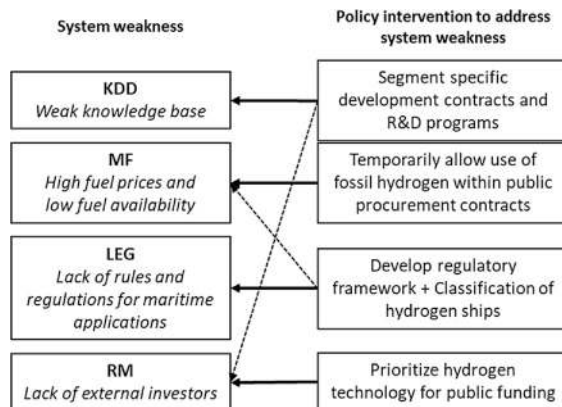 System weakness
Policy intervention to address
system weakness
KDD
Weak knowledge base
Segment specific
development contracts and
R&D programs
MF
High fuel prices and
low fuel availability
Temporarily allow use of
fossil hydrogen within public
procurement contracts
LEG
Lack of rules and
regulations for maritime
applications
Develop regulatory
framework + Classification of
hydrogen ships
RM
Lack of external investors
Prioritize hydrogen
technology for public funding